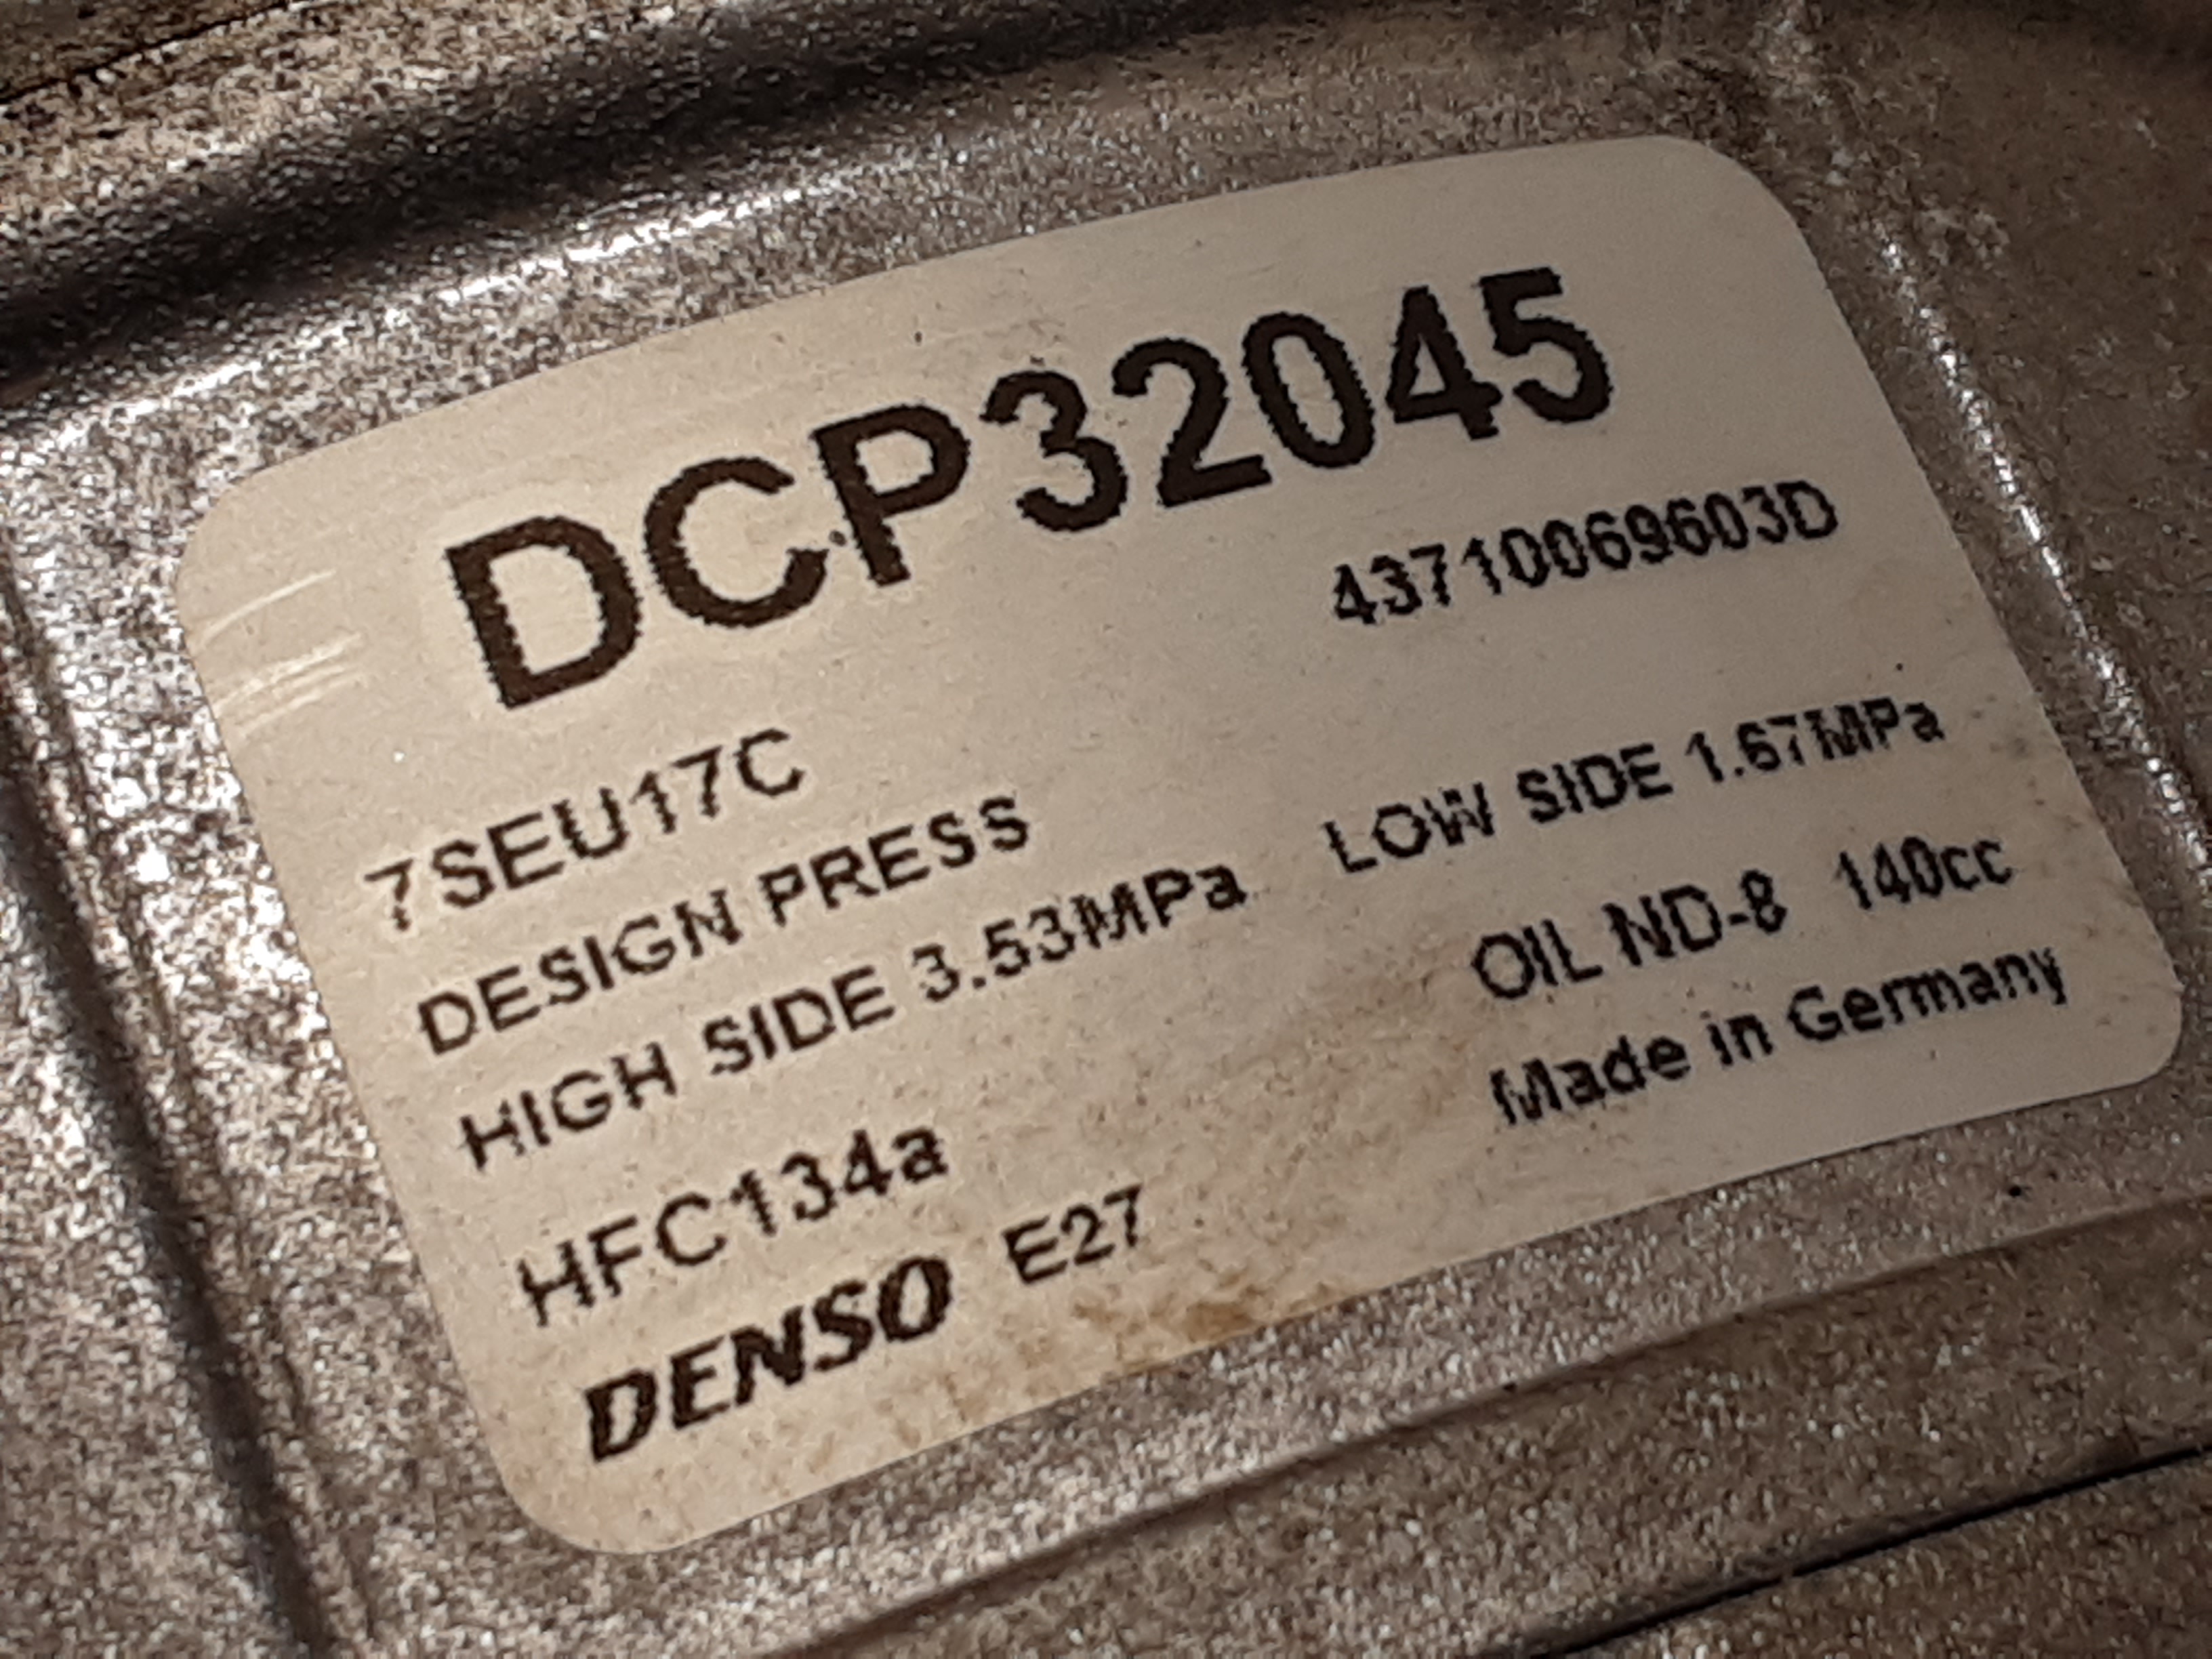 DCP32045
43710069603D
7SEU17C
DESIGN PRESS
HIGH SIDE 3.53MPa LOW SIDE 1.67MPa
HFC134a OIL ND-8 140cc
DENSO E27 Made in Germany